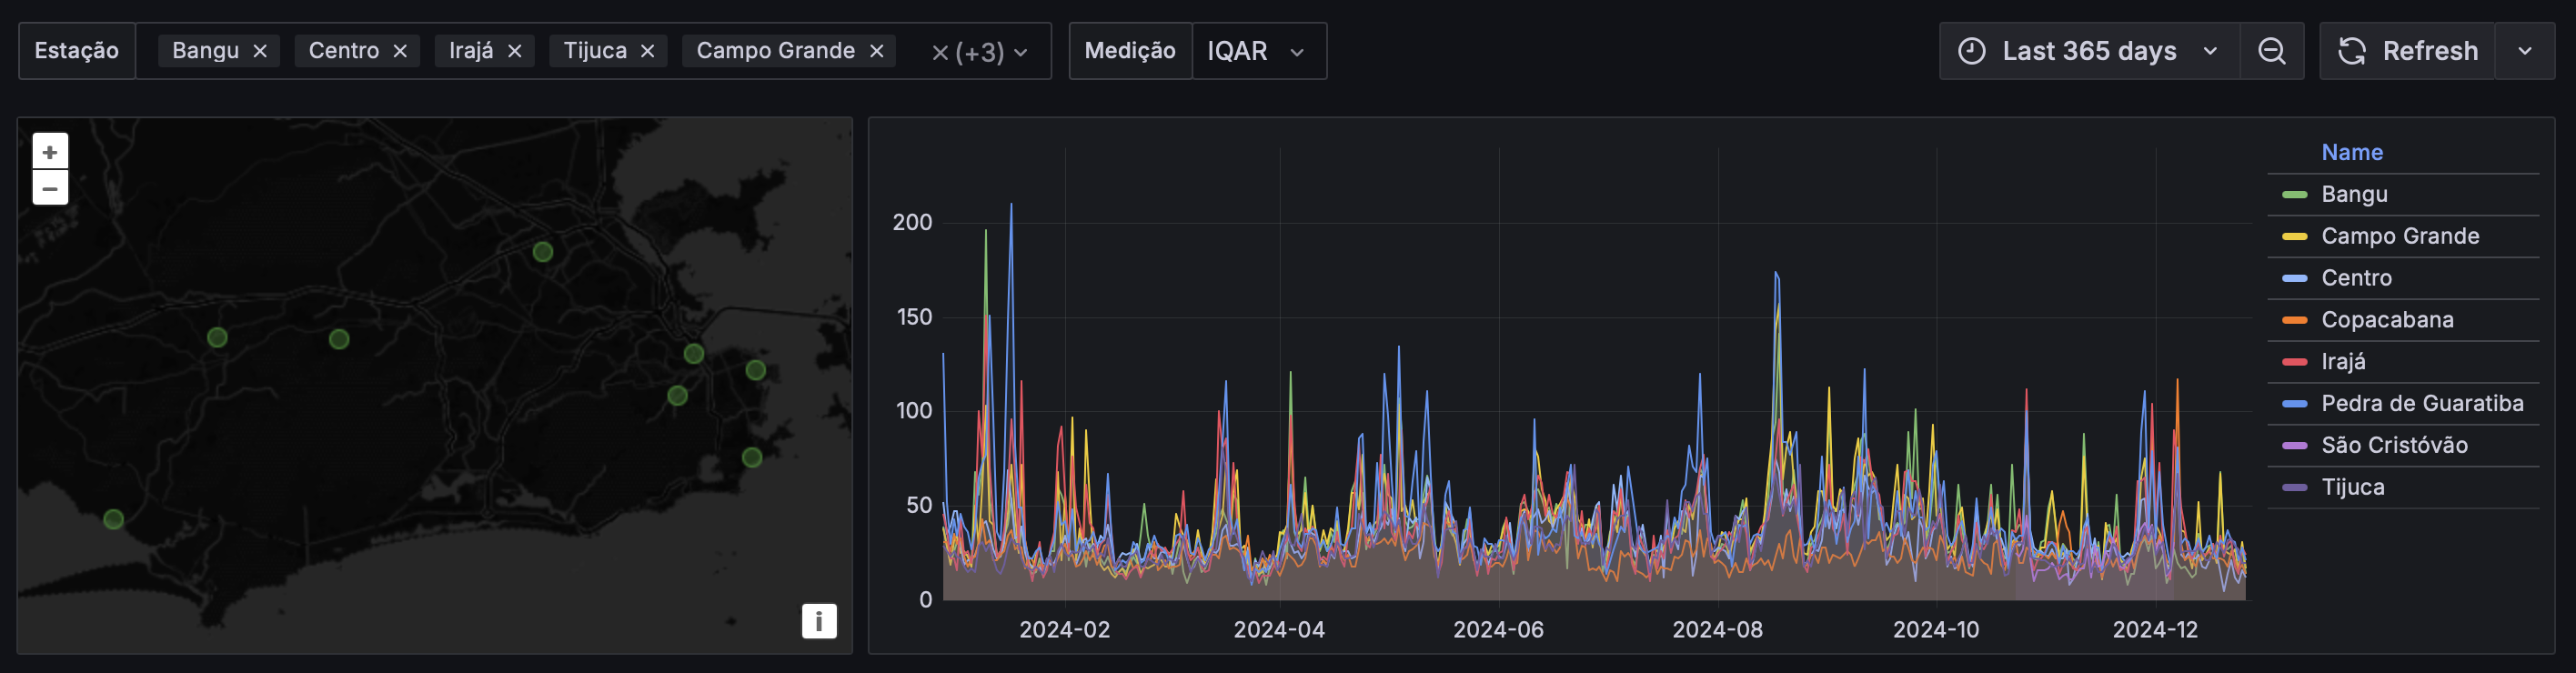 Estação Bangu × Centro × Irajá × Tijuca × Campo Grande × × (+3) Medição IQAR Last 365 days Refresh
+
−
i
200
150
100
50
0
2024-02 2024-04 2024-06 2024-08 2024-10 2024-12
Name
Bangu
Campo Grande
Centro
Copacabana
Irajá
Pedra de Guaratiba
São Cristóvão
Tijuca